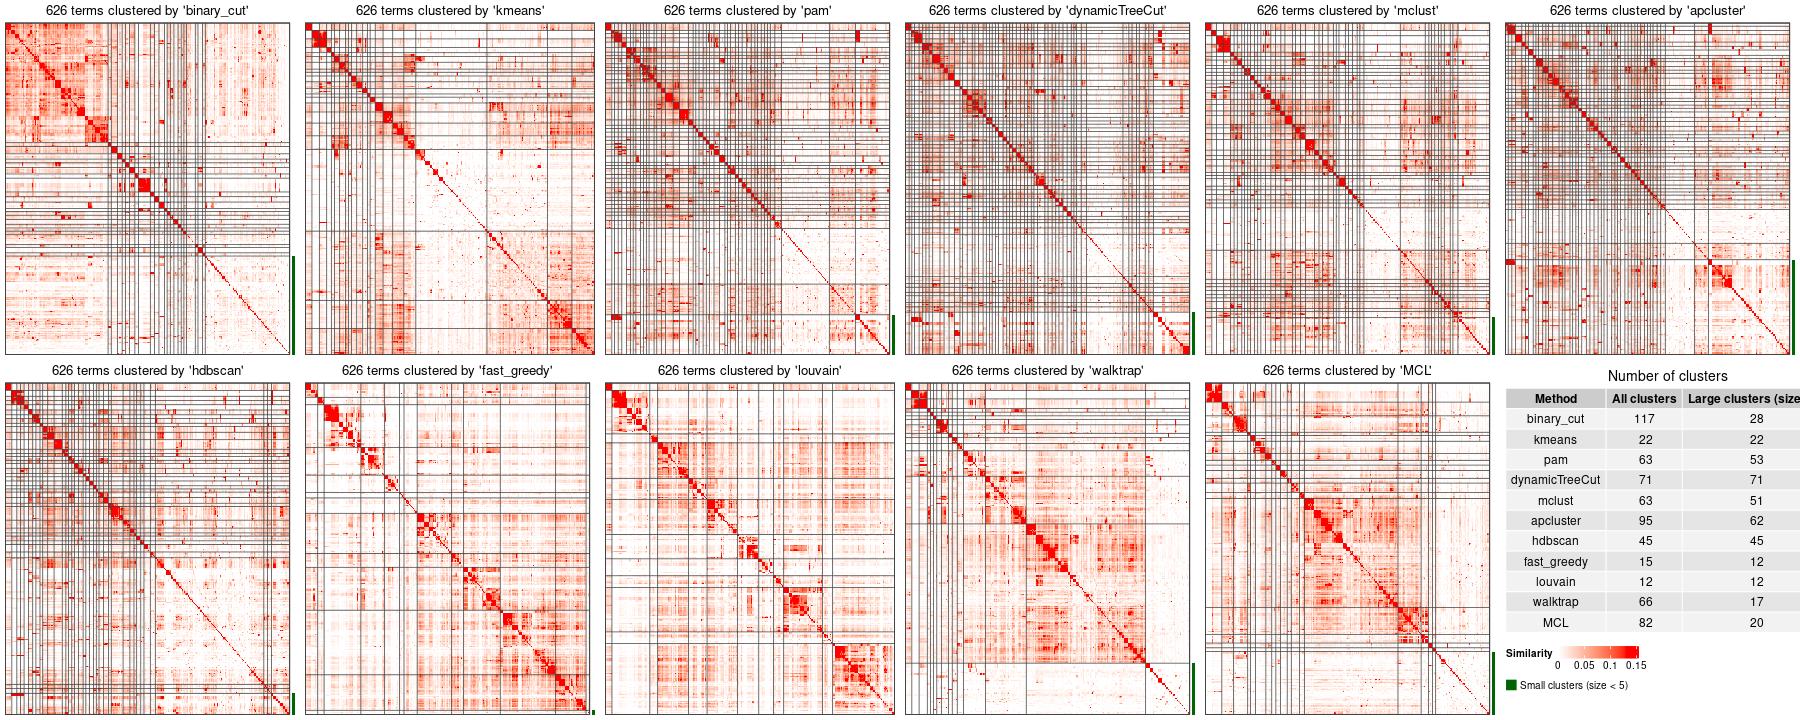 626 terms clustered by 'binary_cut'
626 terms clustered by 'kmeans'
626 terms clustered by 'pam'
626 terms clustered by 'dynamicTreeCut'
626 terms clustered by 'mclust'
626 terms clustered by 'apcluster'
626 terms clustered by 'hdbscan'
626 terms clustered by 'fast_greedy'
626 terms clustered by 'louvain'
626 terms clustered by 'walktrap'
626 terms clustered by 'MCL'
Number of clusters
Method All clusters Large clusters (size
binary_cut 117 28
kmeans 22 22
pam 63 53
dynamicTreeCut 71 71
mclust 63 51
apcluster 95 62
hdbscan 45 45
fast_greedy 15 12
louvain 12 12
walktrap 66 17
MCL 82 20
Similarity
0 0.05 0.1 0.15
Small clusters (size < 5)